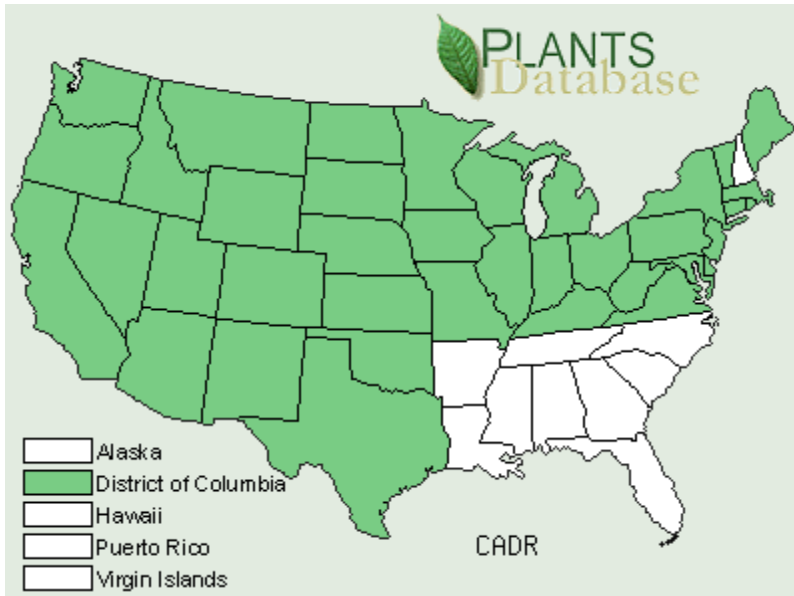 PLANTS
Database
Alaska
District of Columbia
Hawaii
Puerto Rico
Virgin Islands
CADR